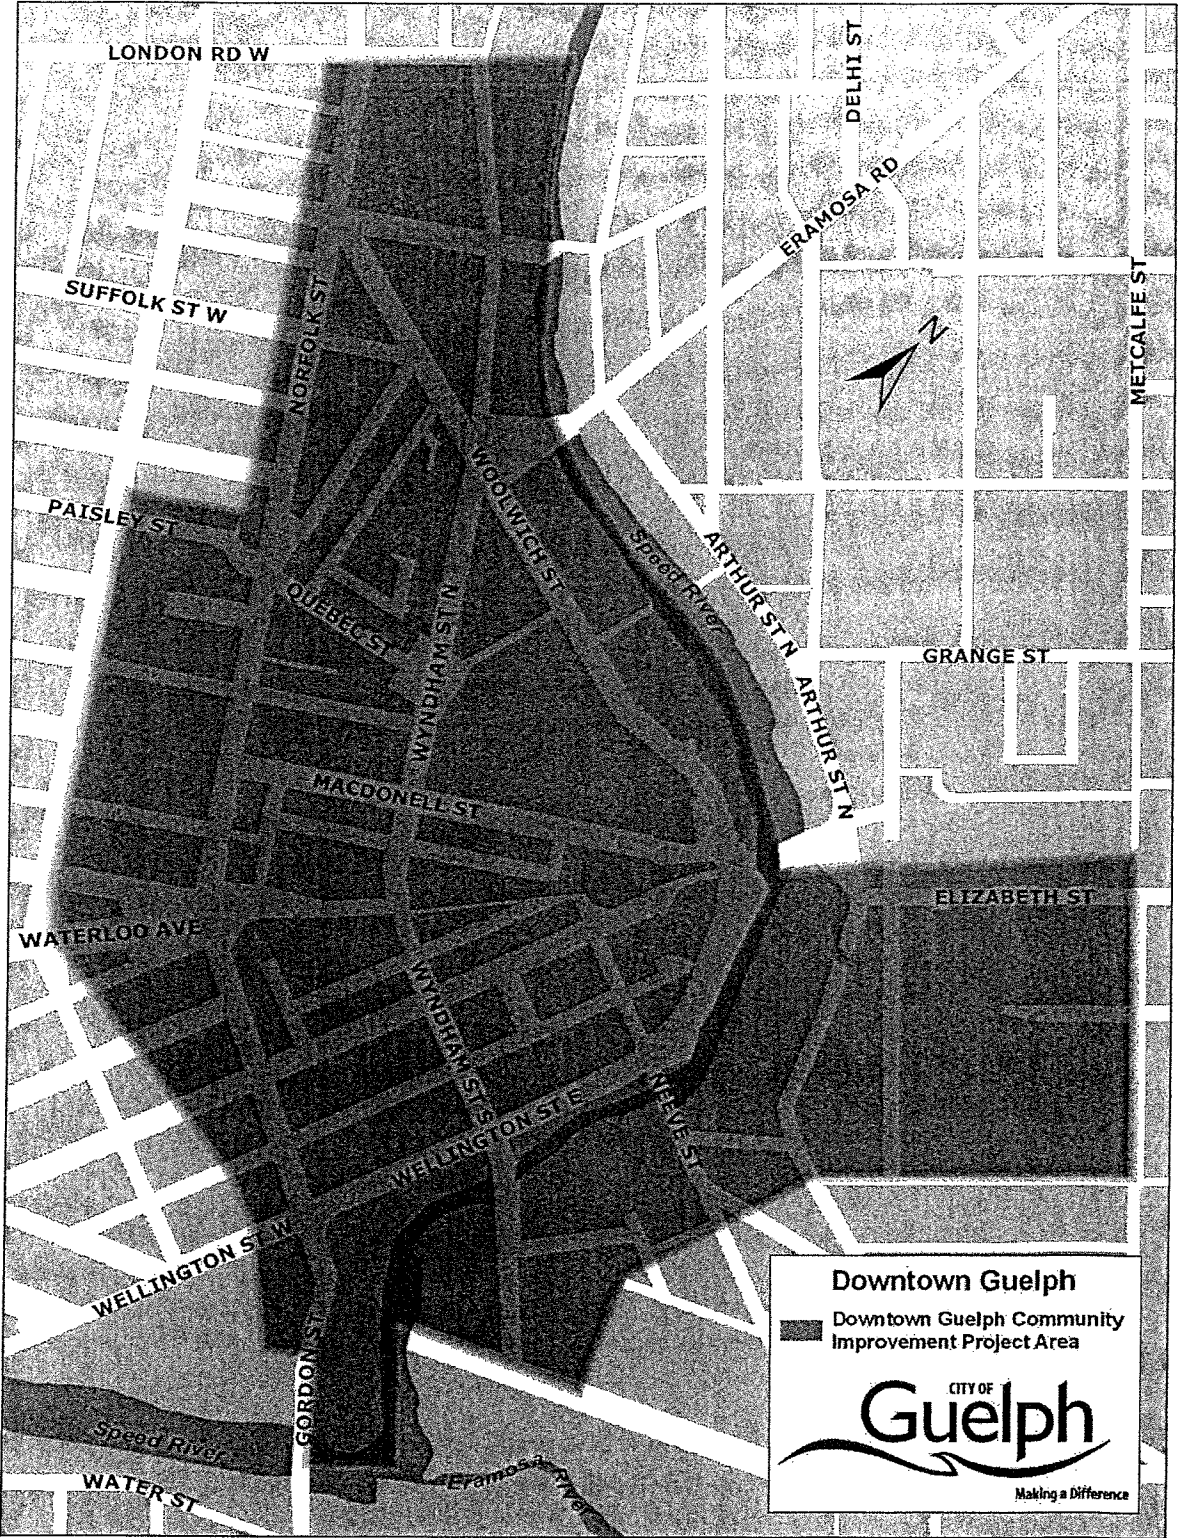 LONDON RD W
DELHI ST
ERAMOSA RD
SUFFOLK ST W
NORFOLK ST
METCALFE ST
N
WOOLWICH ST
PAISLEY ST
Speed River
ARTHUR ST N
QUEBEC ST
WYNDHAM ST N
GRANGE ST
ARTHUR ST N
MACDONELL ST
ELIZABETH ST
WATERLOO AVE
WYNDHAM ST S
NEEVE ST
WELLINGTON ST E
WELLINGTON ST W
GORDON ST
Speed River
Eramosa River
WATER ST
Downtown Guelph
Downtown Guelph Community
Improvement Project Area
CITY OF
Guelph
Making a Difference